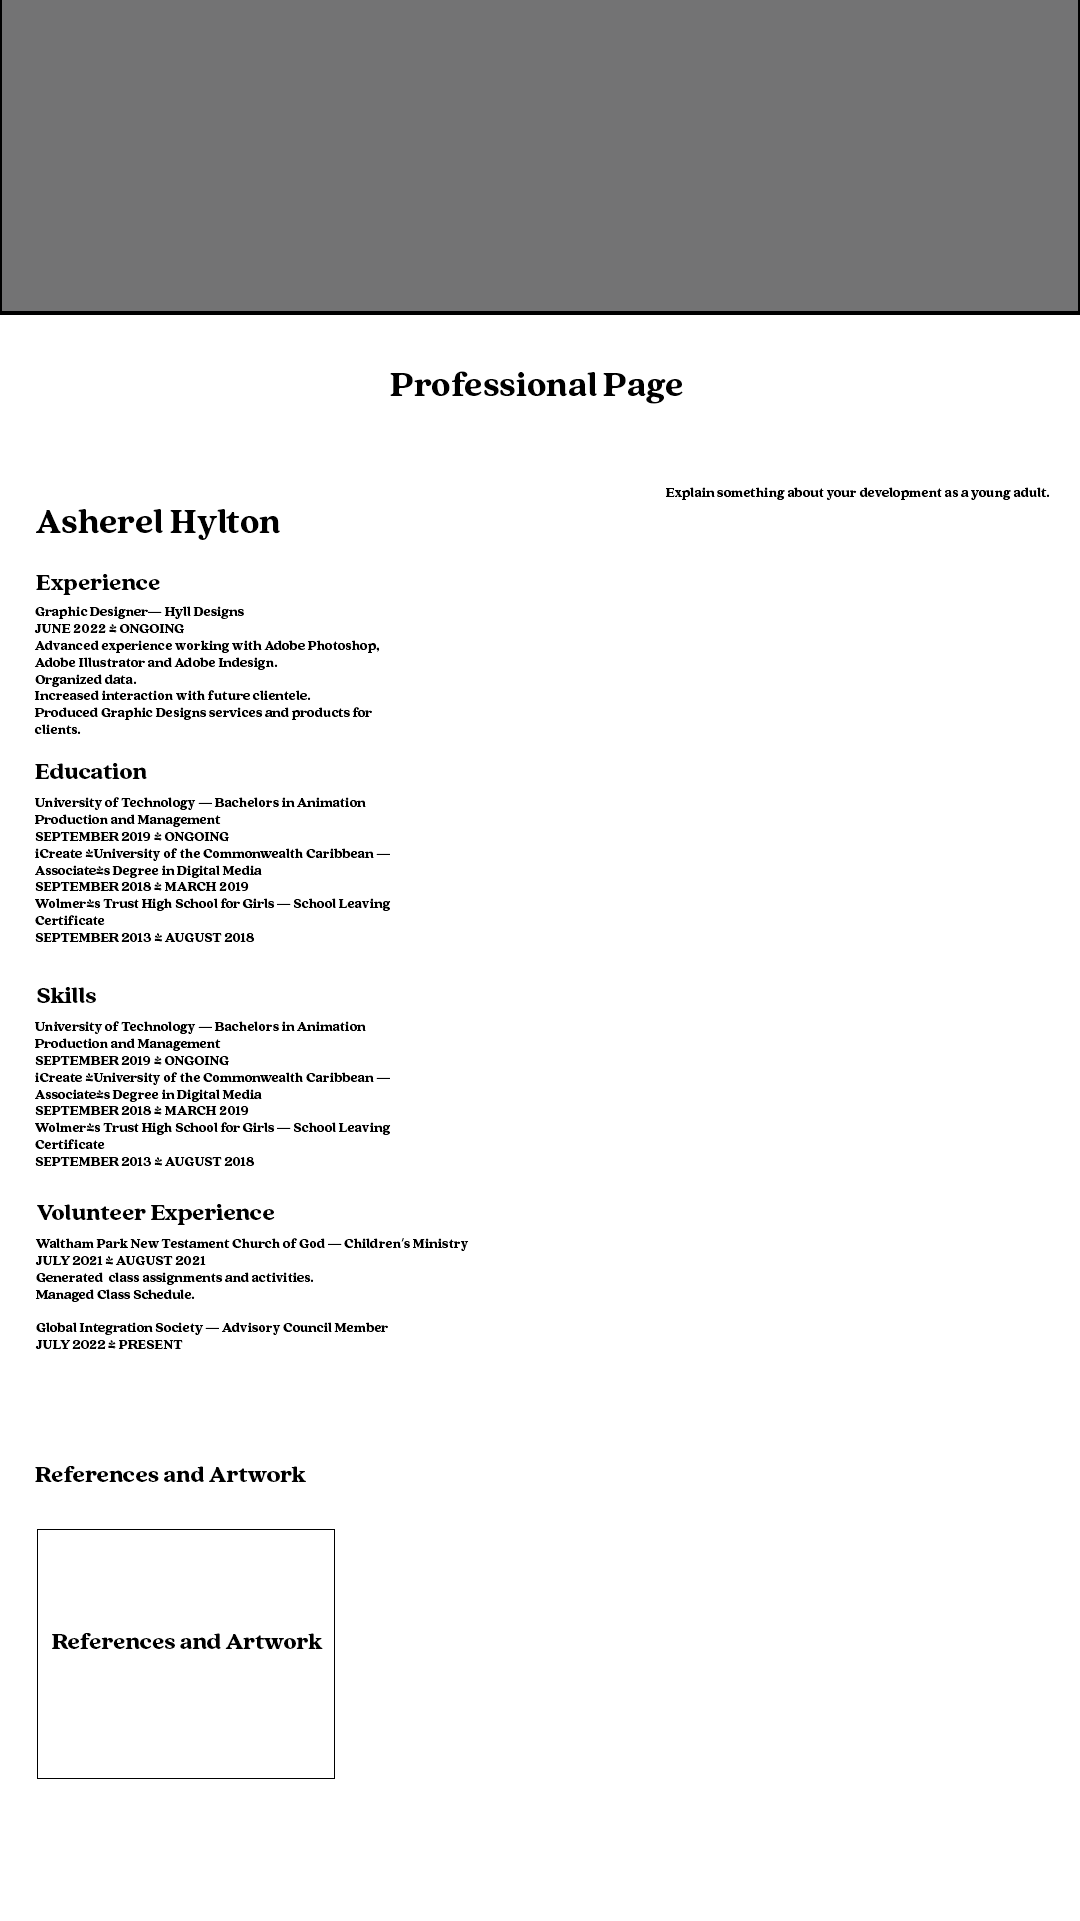 Professional Page
Explain something about your development as a young adult.
Asherel Hylton
Experience
Graphic Designer— Hyll Designs
JUNE 2022 ≛ ONGOING
Advanced experience working with Adobe Photoshop,
Adobe Illustrator and Adobe Indesign.
Organized data.
Increased interaction with future clientele.
Produced Graphic Designs services and products for
clients.
Education
University of Technology — Bachelors in Animation
Production and Management
SEPTEMBER 2019 ≛ ONGOING
iCreate ≛University of the Commonwealth Caribbean —
Associate≛s Degree in Digital Media
SEPTEMBER 2018 ≛ MARCH 2019
Wolmer≛s Trust High School for Girls — School Leaving
Certificate
SEPTEMBER 2013 ≛ AUGUST 2018
Skills
University of Technology — Bachelors in Animation
Production and Management
SEPTEMBER 2019 ≛ ONGOING
iCreate ≛University of the Commonwealth Caribbean —
Associate≛s Degree in Digital Media
SEPTEMBER 2018 ≛ MARCH 2019
Wolmer≛s Trust High School for Girls — School Leaving
Certificate
SEPTEMBER 2013 ≛ AUGUST 2018
Volunteer Experience
Waltham Park New Testament Church of God — Children's Ministry
JULY 2021 ≛ AUGUST 2021
Generated  class assignments and activities.
Managed Class Schedule.
Global Integration Society — Advisory Council Member
JULY 2022 ≛ PRESENT
References and Artwork
References and Artwork